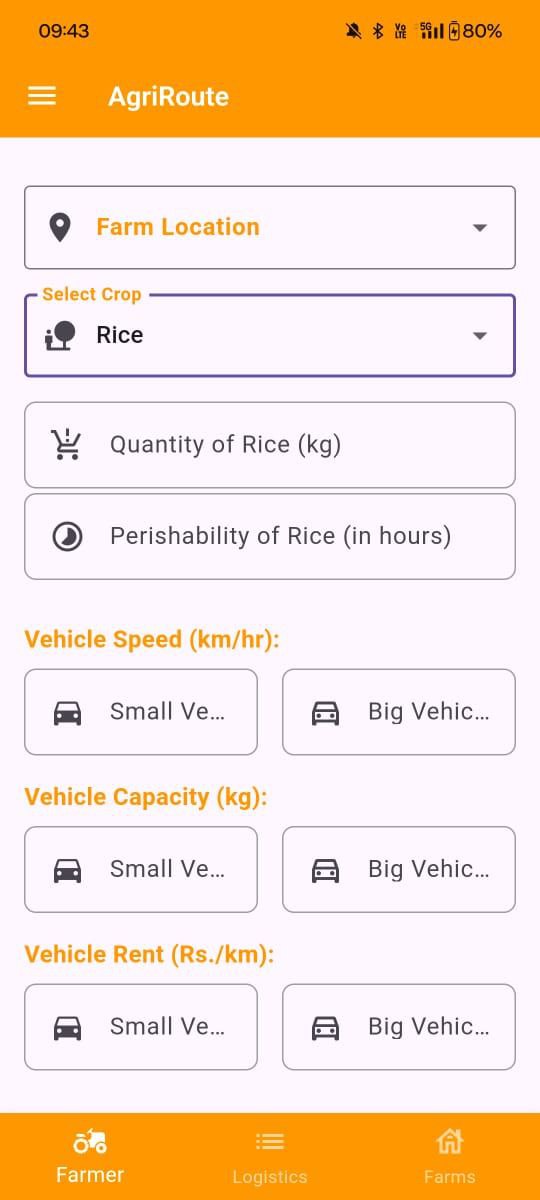 09:43 5G 80%
AgriRoute
Farm Location
Select Crop
Rice
Quantity of Rice (kg)
Perishability of Rice (in hours)
Vehicle Speed (km/hr):
Small Ve... Big Vehic...
Vehicle Capacity (kg):
Small Ve... Big Vehic...
Vehicle Rent (Rs./km):
Small Ve... Big Vehic...
Farmer Logistics Farms